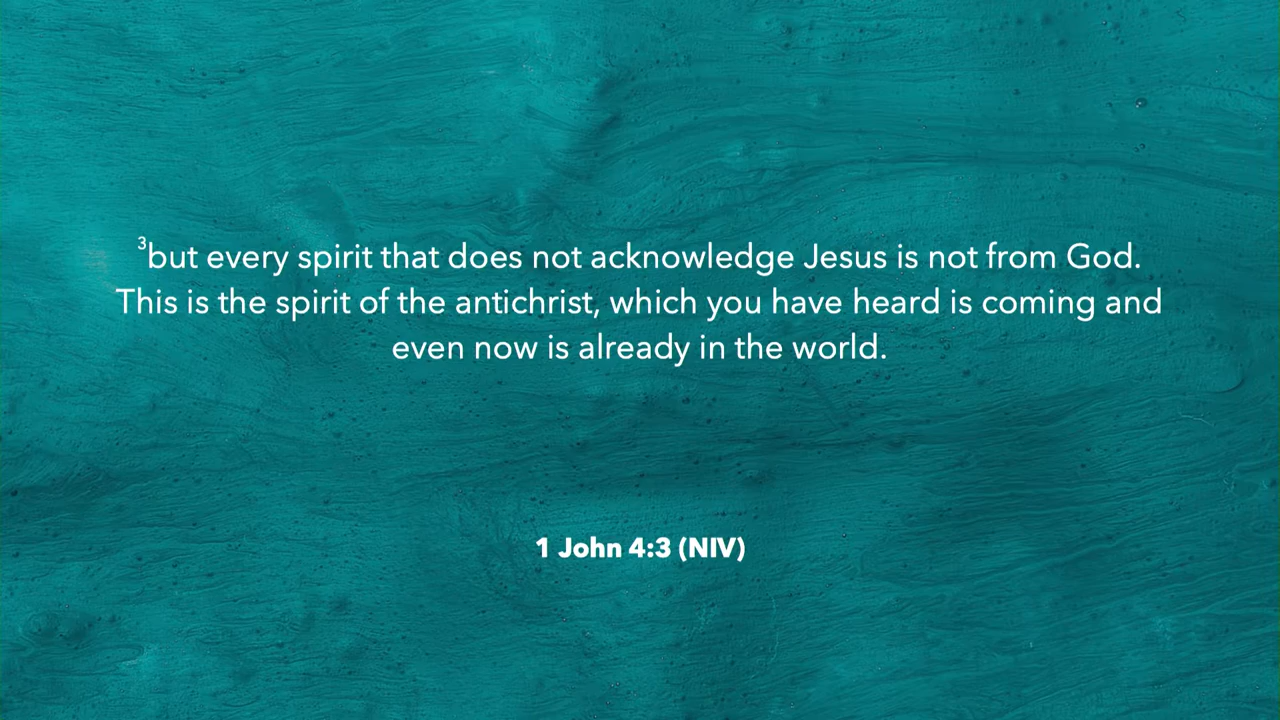 ³but every spirit that does not acknowledge Jesus is not from God.
This is the spirit of the antichrist, which you have heard is coming and
even now is already in the world.
1 John 4:3 (NIV)